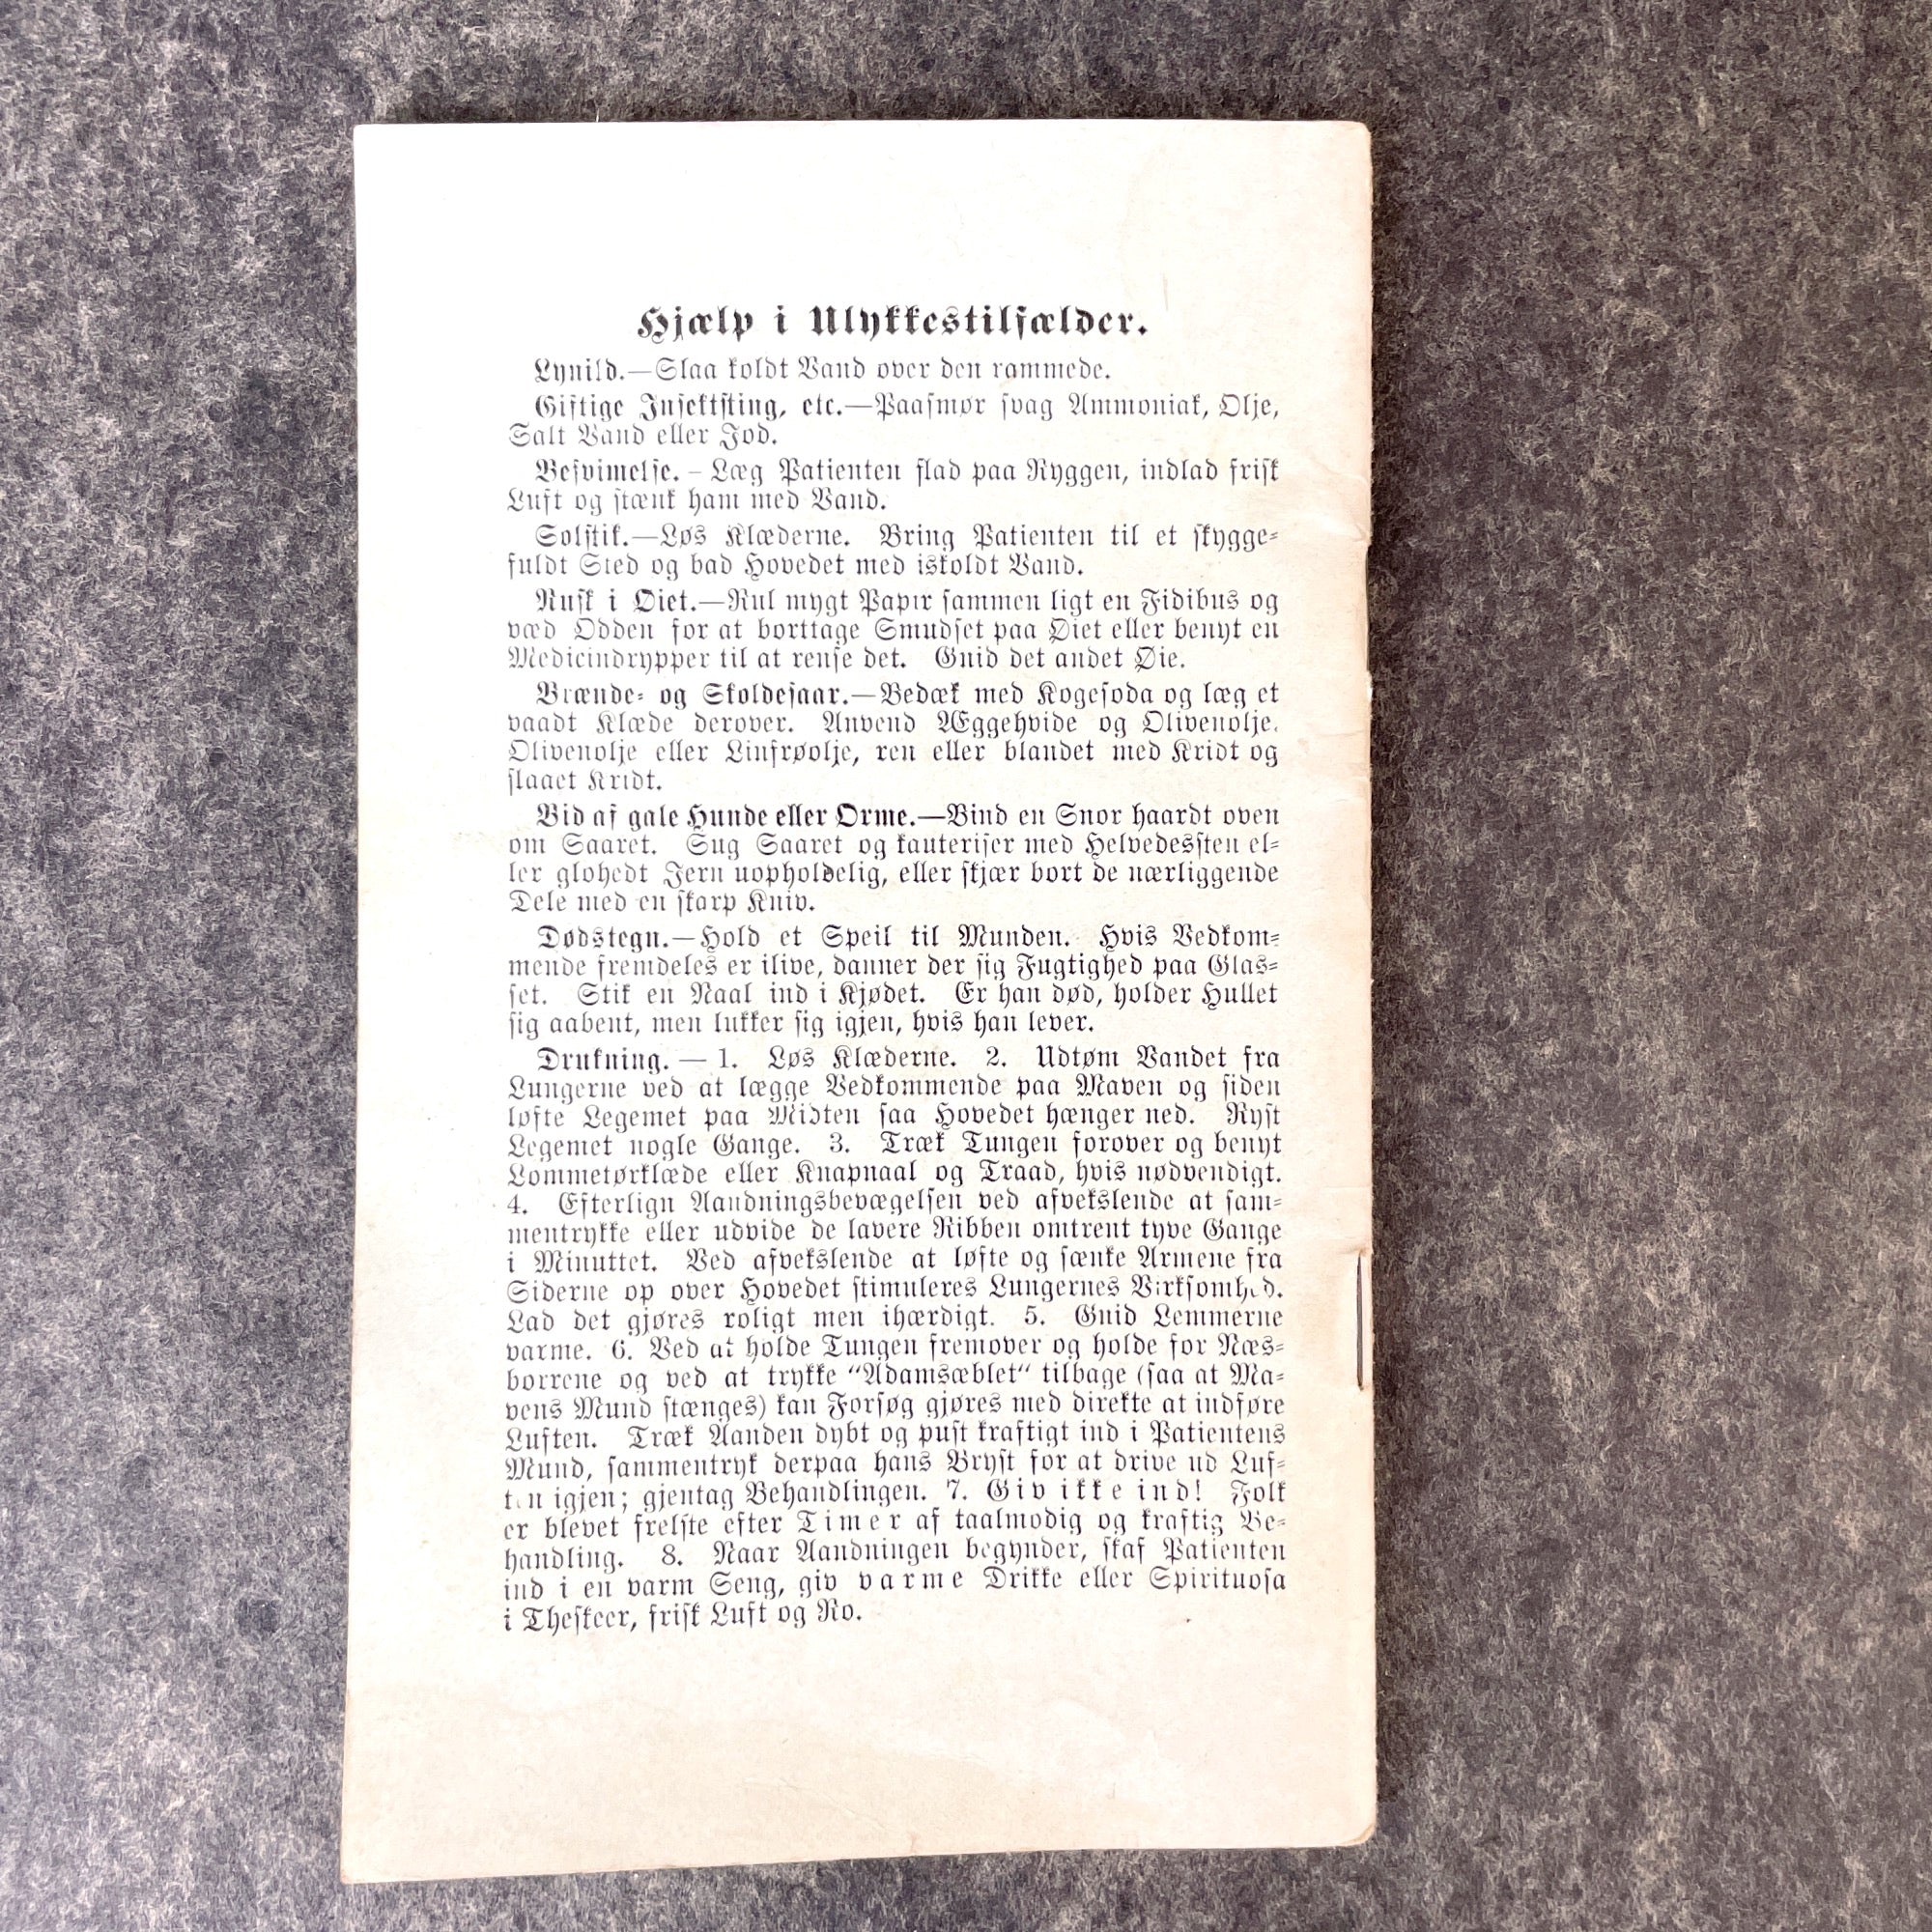 Hjælp i Ulykkestilfælder.
Lynild.—Slaa koldt Vand over den rammede.
Giftige Insektsting, etc.—Paasmør svag Ammoniak, Olje,
Salt Vand eller Jod.
Besvimelse. – Læg Patienten flad paa Ryggen, indlad frisk
Luft og stænk ham med Vand.
Solstik.—Løs Klæderne. Bring Patienten til et skygge-
fuldt Sted og bad Hovedet med iskoldt Vand.
Rusk i Øiet.—Rul mygt Papir sammen ligt en Fidibus og
væd Odden for at borttage Smudset paa Øiet eller benyt en
Medicindrypper til at rense det. Gnid det andet Øie.
Brænde- og Skoldesaar.—Bedæk med Kogesoda og læg et
vaadt Klæde derover. Anvend Æggehvide og Olivenolje.
Olivenolje eller Linfrøolje, ren eller blandet med Kridt og
slaaet Kridt.
Bid af gale Hunde eller Orme.—Bind en Snor haardt oven
om Saaret. Sug Saaret og kauteriser med Helvedessten el-
ler glohedt Jern uopholdelig, eller skjær bort de nærliggende
Dele med en skarp Kniv.
Dødstegn.—Hold et Speil til Munden. Hvis Vedkom-
mende fremdeles er ilive, danner der sig Fugtighed paa Glas-
set. Stik en Naal ind i Kjødet. Er han død, holder Hullet
sig aabent, men lukker sig igjen, hvis han lever.
Drukning. — 1. Løs Klæderne. 2. Udtøm Vandet fra
Lungerne ved at lægge Vedkommende paa Maven og siden
løfte Legemet paa Midten saa Hovedet hænger ned. Ryst
Legemet nogle Gange. 3. Træk Tungen forover og benyt
Lommetørklæde eller Knapnaal og Traad, hvis nødvendigt.
4. Efterlign Aandningsbevægelsen ved afvekslende at sam-
mentrykke eller udvide de lavere Ribben omtrent tyve Gange
i Minuttet. Ved afvekslende at løfte og sænke Armene fra
Siderne op over Hovedet stimuleres Lungernes Virksomhed.
Lad det gjøres roligt men ihærdigt. 5. Gnid Lemmerne
varme. 6. Ved at holde Tungen fremover og holde for Næs-
borrene og ved at trykke “Adamsæblet“ tilbage (saa at Ma-
vens Mund stænges) kan Forsøg gjøres med direkte at indføre
Luften. Træk Aanden dybt og pust kraftigt ind i Patientens
Mund, sammentryk derpaa hans Bryst for at drive ud Luf-
ten igjen; gjentag Behandlingen. 7. Giv ikke ind! Folk
er blevet frelste efter Timer af taalmodig og kraftig Be-
handling. 8. Naar Aandningen begynder, skaf Patienten
ind i en varm Seng, giv varme Drikke eller Spirituosa
i Theskeer, frisk Luft og Ro.